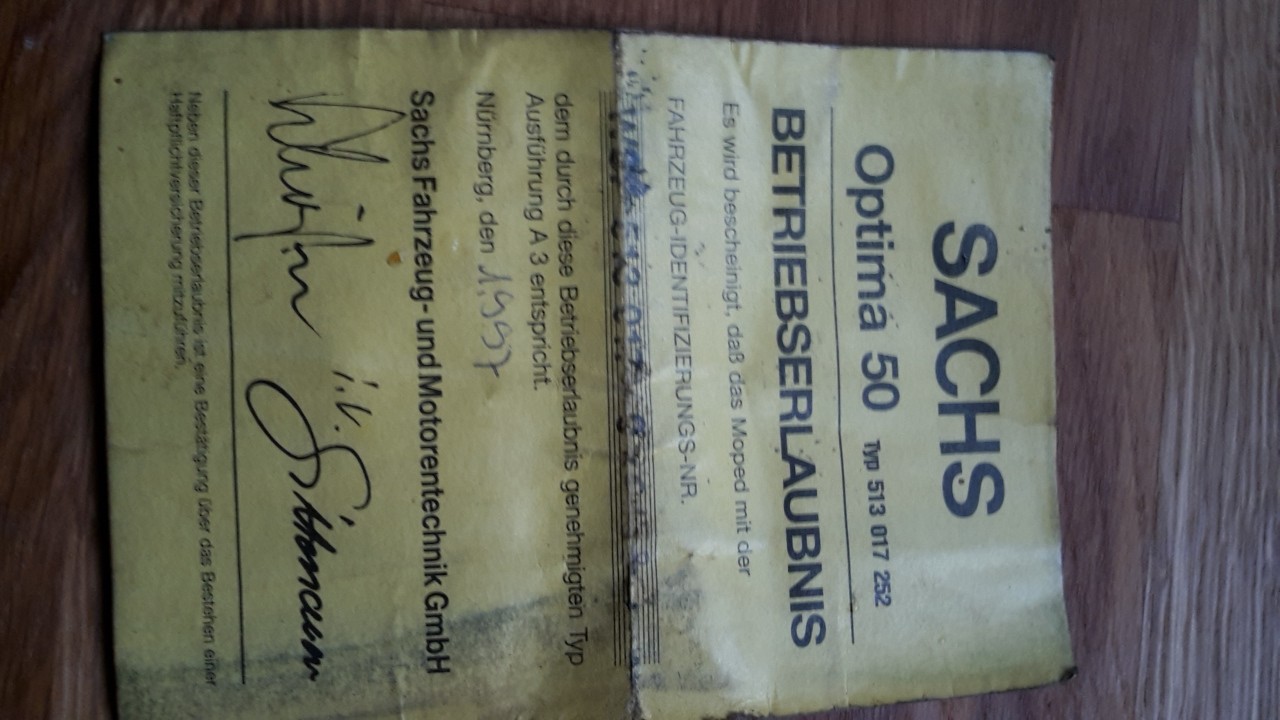 SACHS
Optima 50 Typ 513 017 252
BETRIEBSERLAUBNIS
Es wird bescheinigt, daß das Moped mit der
FAHRZEUG-IDENTIFIZIERUNGS-NR.
dem durch diese Betriebserlaubnis genehmigten Typ
Ausführung A 3 entspricht.
Nürnberg, den 1997
Sachs Fahrzeug- und Motorentechnik GmbH
i.V.
Neben dieser Betriebserlaubnis ist eine Bestätigung über das Bestehen einer
Haftpflichtversicherung mitzuführen.